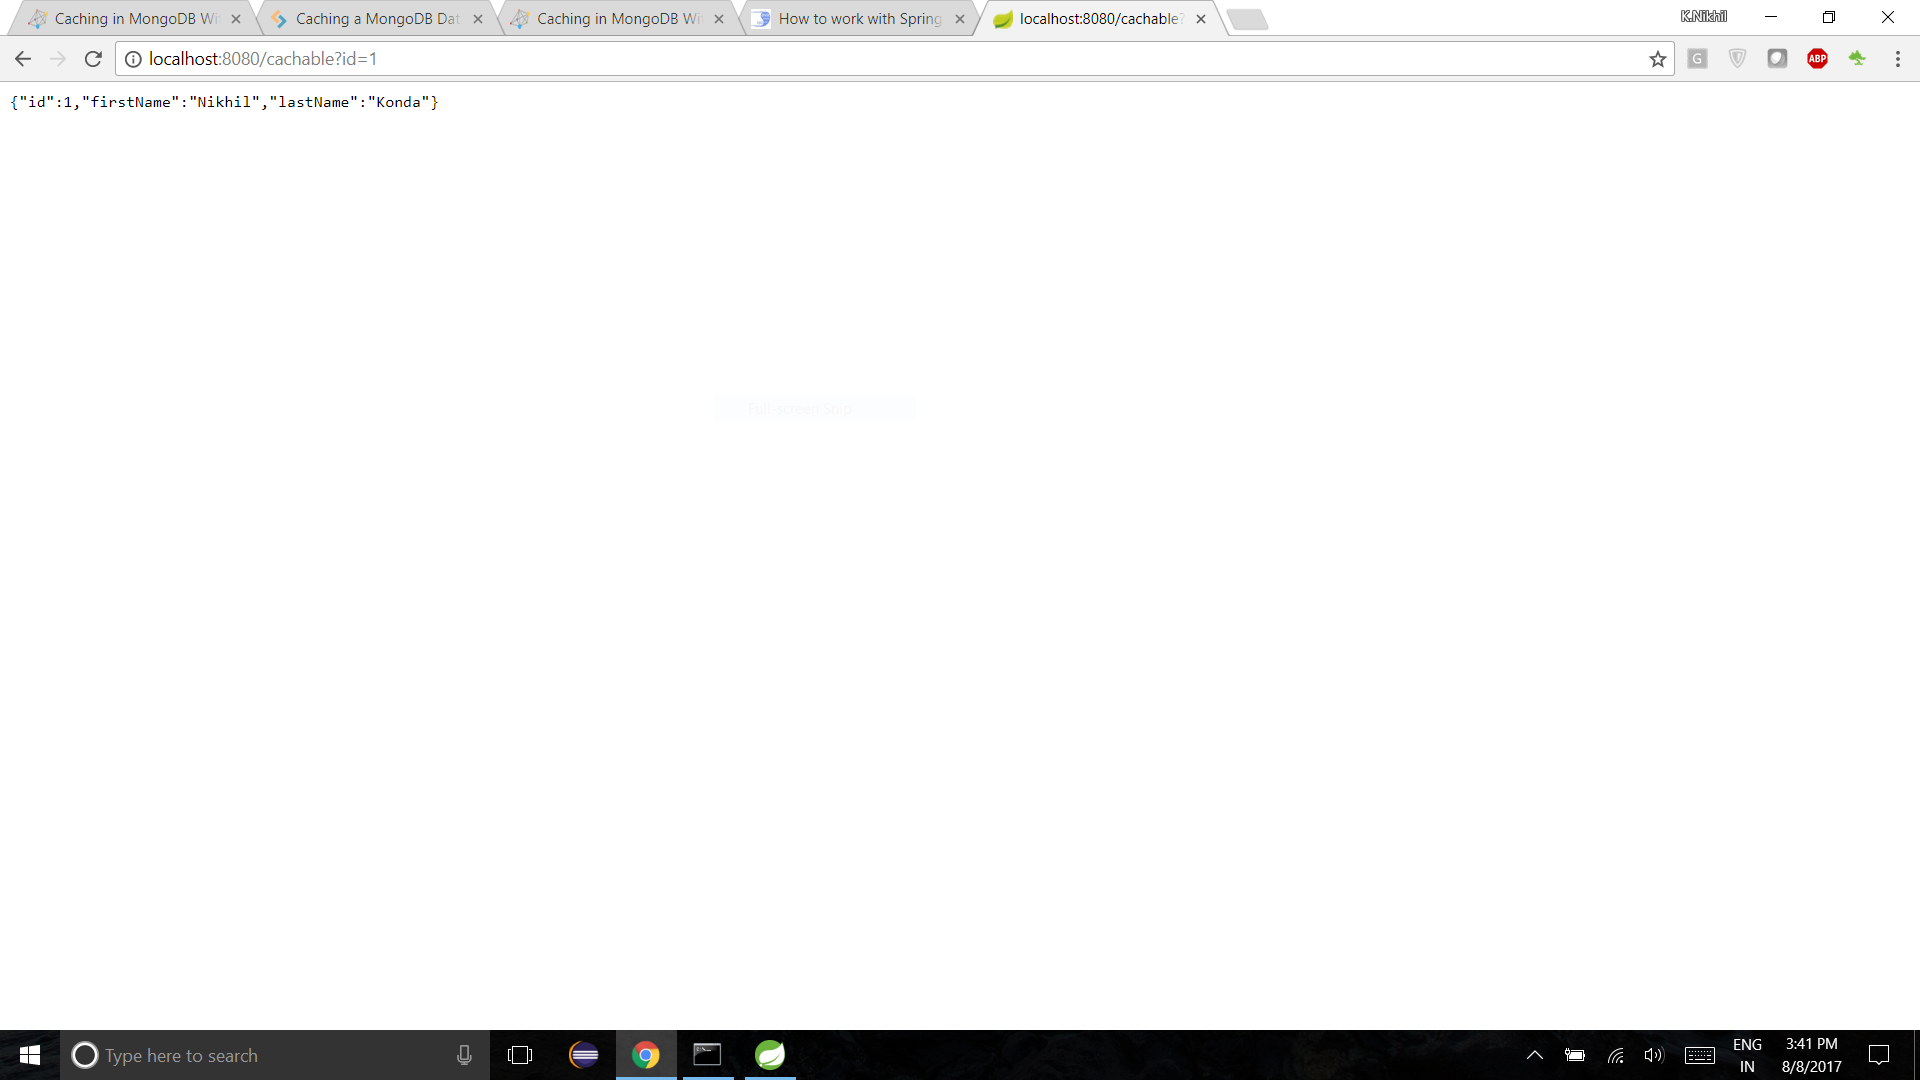 Caching in MongoDB Wi
Caching a MongoDB Dat
Caching in MongoDB Wi
How to work with Spring
localhost:8080/cachable?
K.Nikhil
localhost:8080/cachable?id=1
G
ABP
{"id":1,"firstName":"Nikhil","lastName":"Konda"}
Full-screen Snip
Type here to search
ENG
IN
3:41 PM
8/8/2017